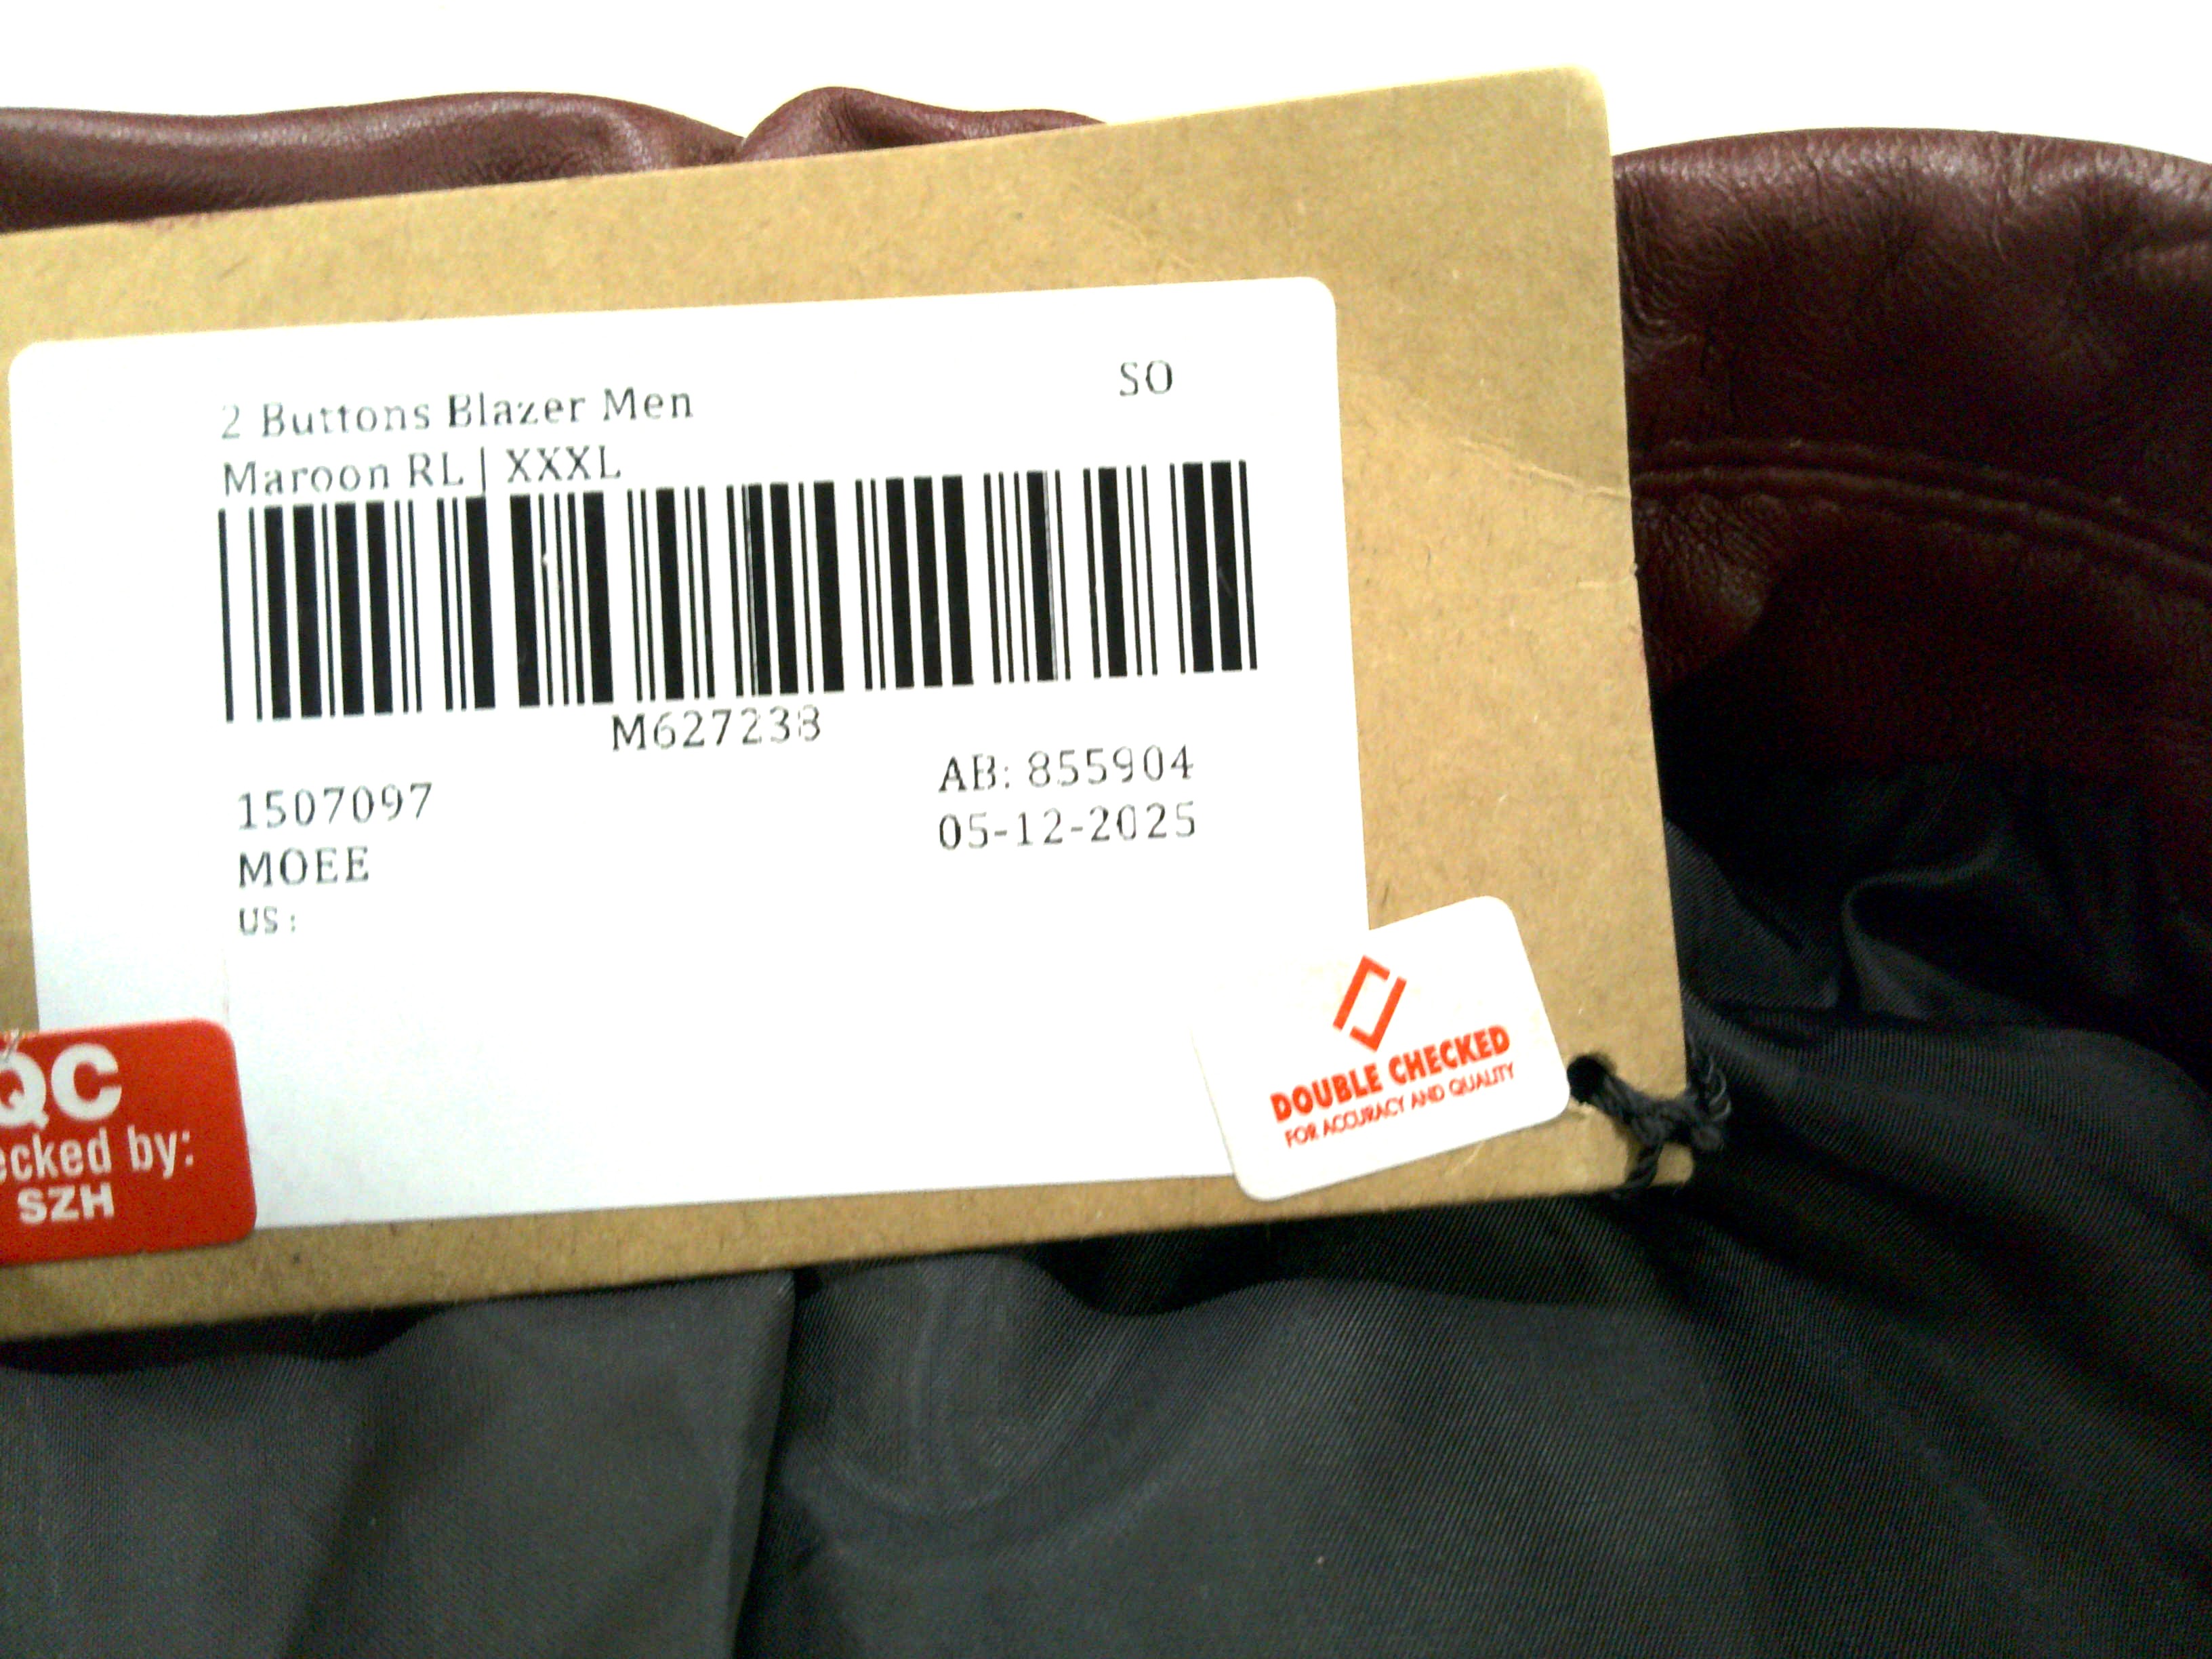 2 Buttons Blazer Men
SO
Maroon RL | XXXL
M627238
1507097
AB: 855904
MOEE
05-12-2025
US :
QC
ecked by:
SZH
DOUBLE CHECKED
FOR ACCURACY AND QUALITY